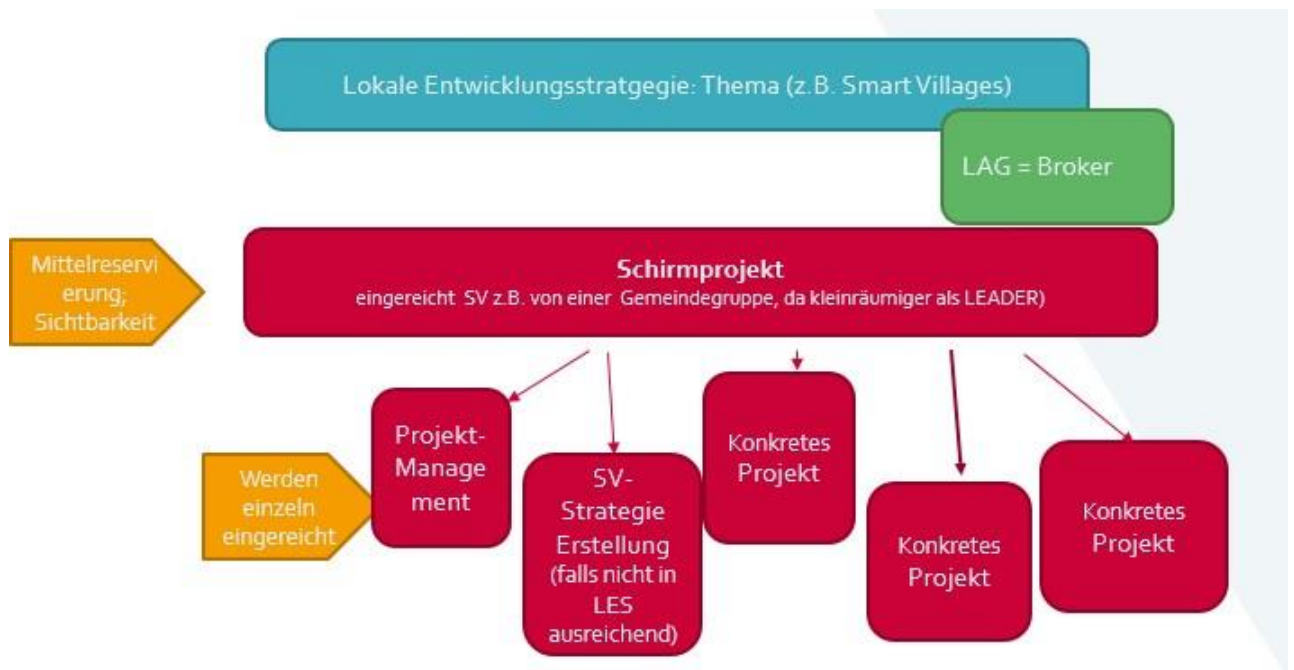 Lokale Entwicklungsstratgegie: Thema (z.B. Smart Villages)
LAG = Broker
Mittelreservi
erung;
Sichtbarkeit
Schirmprojekt
eingereicht SV z.B. von einer Gemeindegruppe, da kleinräumiger als LEADER)
Werden
einzeln
eingereicht
Projekt-
Manage
ment
SV-
Strategie
Erstellung
(falls nicht in
LES
ausreichend)
Konkretes
Projekt
Konkretes
Projekt
Konkretes
Projekt